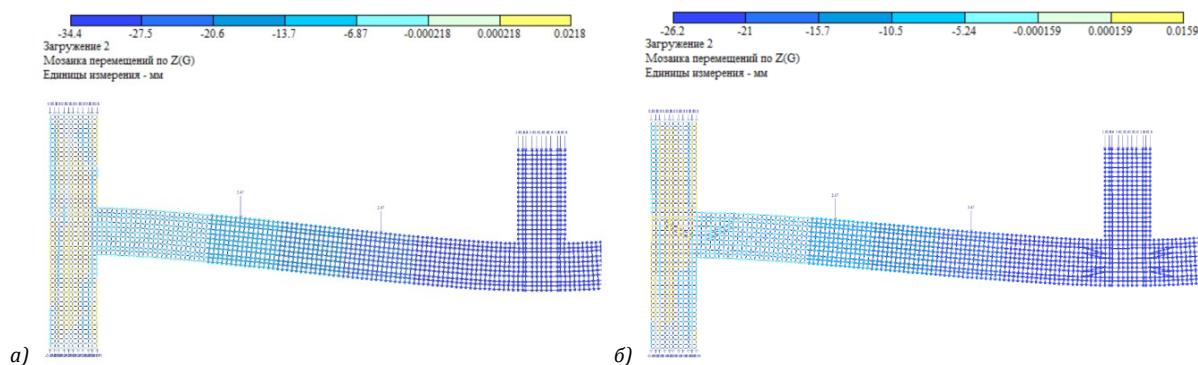 -34.4 -27.5 -20.6 -13.7 -6.87 -0.000218 0.000218 0.0218
Загружение 2
Мозаика перемещений по Z(G)
Единицы измерения - мм
а)
-26.2 -21 -15.7 -10.5 -5.24 -0.000159 0.000159 0.0159
Загружение 2
Мозаика перемещений по Z(G)
Единицы измерения - мм
б)